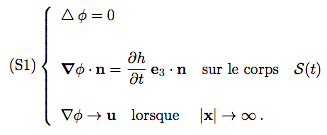 (S1) △ϕ = 0
∇ϕ · n = ∂h/∂t e₃ · n sur le corps S(t)
∇ϕ → u lorsque |x| → ∞ .